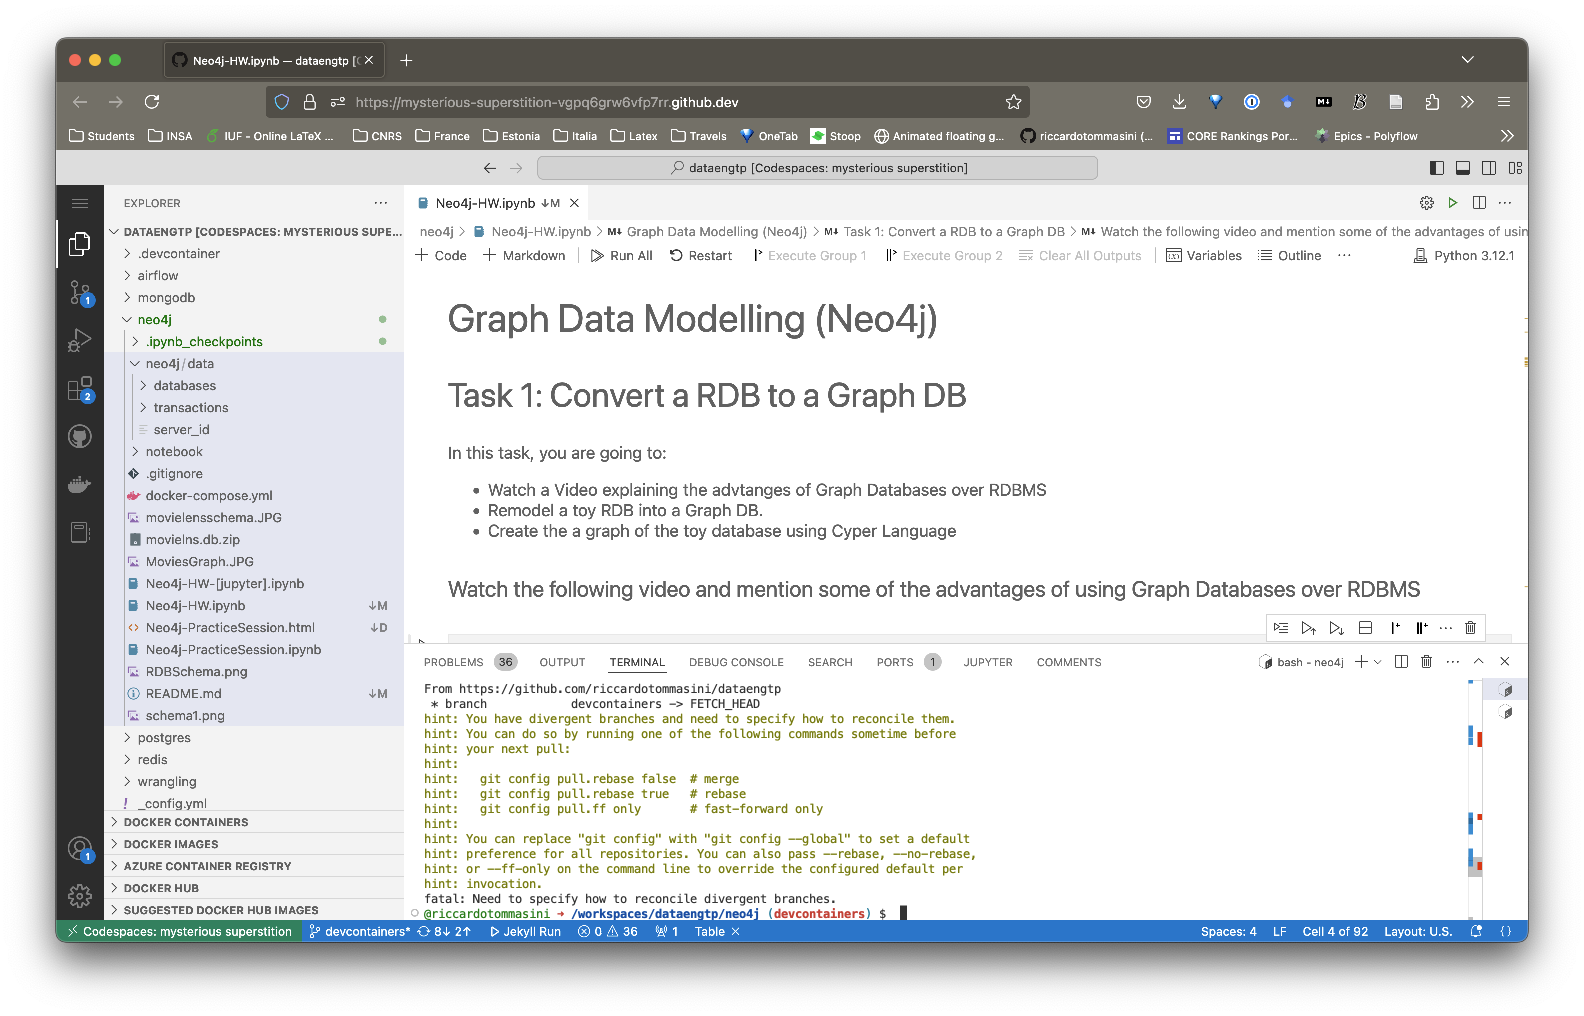 Neo4j-HW.ipynb — dataengtp [C
https://mysterious-superstition-vgpq6grw6vfp7rr.github.dev
Students INSA IUF - Online LaTeX ... CNRS France Estonia Italia Latex Travels OneTab Stoop Animated floating g... riccardotommasini (... CORE Rankings Por... Epics - Polyflow
dataengtp [Codespaces: mysterious superstition]
EXPLORER
DATAENGTP [CODESPACES: MYSTERIOUS SUPE...
.devcontainer
airflow
mongodb
neo4j
.ipynb_checkpoints
neo4j/data
databases
transactions
server_id
notebook
.gitignore
docker-compose.yml
movielensschema.JPG
movielns.db.zip
MoviesGraph.JPG
Neo4j-HW-[jupyter].ipynb
Neo4j-HW.ipynb ↓M
Neo4j-PracticeSession.html ↓D
Neo4j-PracticeSession.ipynb
RDBSchema.png
README.md ↓M
schema1.png
postgres
redis
wrangling
_config.yml
DOCKER CONTAINERS
DOCKER IMAGES
AZURE CONTAINER REGISTRY
DOCKER HUB
SUGGESTED DOCKER HUB IMAGES
1
2
1
Neo4j-HW.ipynb ↓M
neo4j > Neo4j-HW.ipynb > M↓ Graph Data Modelling (Neo4j) > M↓ Task 1: Convert a RDB to a Graph DB > M↓ Watch the following video and mention some of the advantages of usin
+ Code + Markdown Run All Restart Execute Group 1 Execute Group 2 Clear All Outputs Variables Outline ... Python 3.12.1
Graph Data Modelling (Neo4j)
Task 1: Convert a RDB to a Graph DB
In this task, you are going to:
• Watch a Video explaining the advtanges of Graph Databases over RDBMS
• Remodel a toy RDB into a Graph DB.
• Create the a graph of the toy database using Cyper Language
Watch the following video and mention some of the advantages of using Graph Databases over RDBMS
PROBLEMS 36 OUTPUT TERMINAL DEBUG CONSOLE SEARCH PORTS 1 JUPYTER COMMENTS bash - neo4j
From https://github.com/riccardotommasini/dataengtp
* branch devcontainers -> FETCH_HEAD
hint: You have divergent branches and need to specify how to reconcile them.
hint: You can do so by running one of the following commands sometime before
hint: your next pull:
hint:
hint: git config pull.rebase false # merge
hint: git config pull.rebase true # rebase
hint: git config pull.ff only # fast-forward only
hint:
hint: You can replace "git config" with "git config --global" to set a default
hint: preference for all repositories. You can also pass --rebase, --no-rebase,
hint: or --ff-only on the command line to override the configured default per
hint: invocation.
fatal: Need to specify how to reconcile divergent branches.
@riccardotommasini → /workspaces/dataengtp/neo4j (devcontainers) $
Codespaces: mysterious superstition devcontainers* 8↓ 2↑ Jekyll Run 0 36 1 Table × Spaces: 4 LF Cell 4 of 92 Layout: U.S. {}